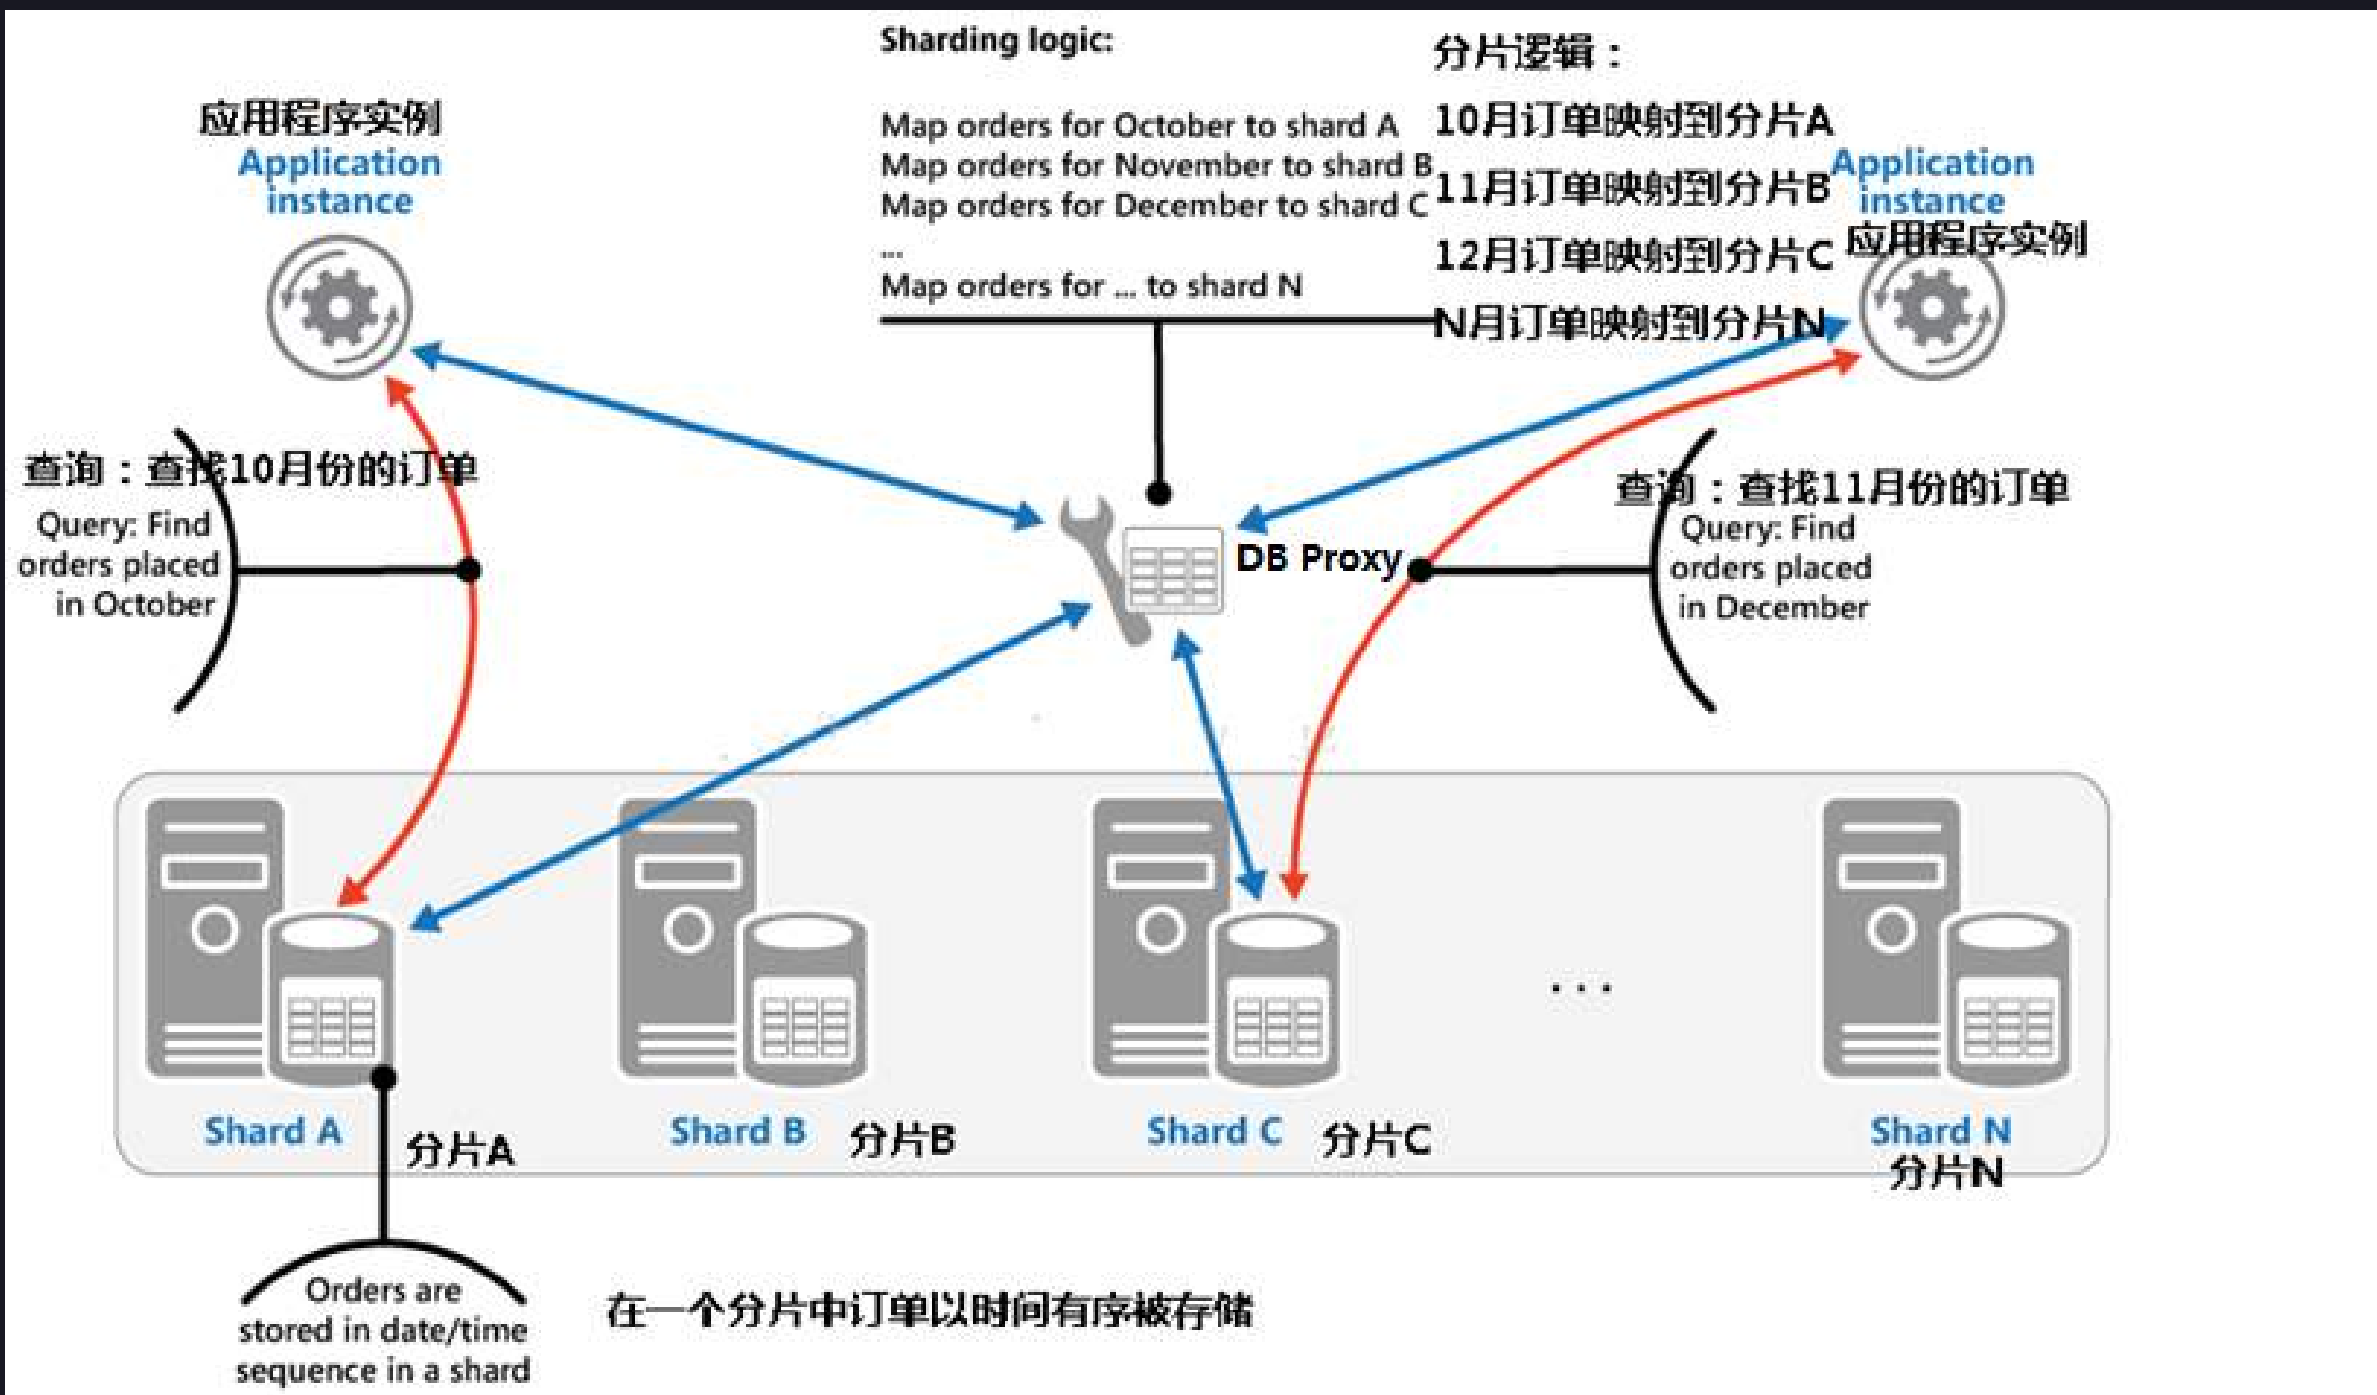 Sharding logic:
Map orders for October to shard A
Map orders for November to shard B
Map orders for December to shard C
...
Map orders for ... to shard N
分片逻辑：
10月订单映射到分片A
11月订单映射到分片B
12月订单映射到分片C
N月订单映射到分片N
应用程序实例
Application
instance
Application
instance
应用程序实例
查询：查找10月份的订单
Query: Find
orders placed
in October
DB Proxy
查询：查找11月份的订单
Query: Find
orders placed
in December
Shard A
分片A
Shard B
分片B
Shard C
分片C
...
Shard N
分片N
Orders are
stored in date/time
sequence in a shard
在一个分片中订单以时间有序被存储